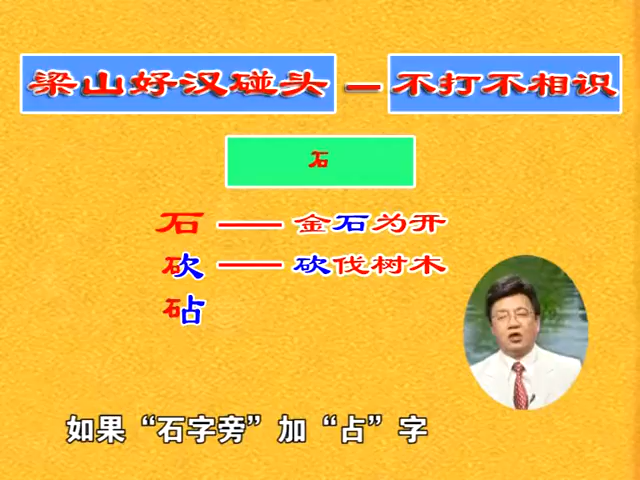 梁山好汉碰头 — 不打不相识
石
石 —— 金石为开
砍 —— 砍伐树木
砧
如果“石字旁”加“占”字